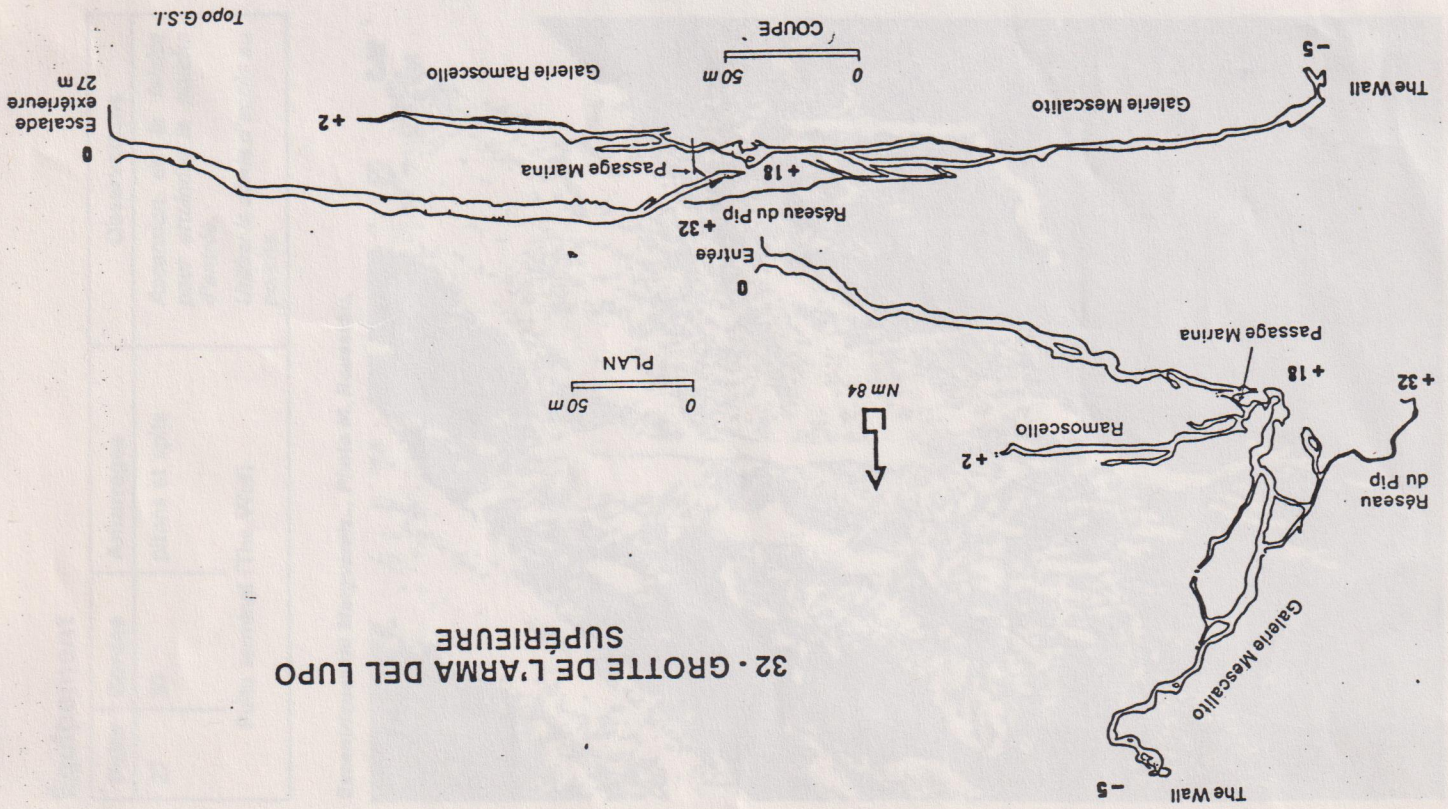 The Wall
-5
32 - GROTTE DE L'ARMA DEL LUPO
SUPÉRIEURE
Galerie Mescalito
Réseau
du Pip
+32
+18
Passage Marina
Ramoscello
+2
Nm 84
0 50 m
PLAN
0
Entrée
+32
Réseau du Pip
+18
Passage Marina
0
Escalade
extérieure
27 m
+2
Galerie Ramoscello
Galerie Mescalito
The Wall
-5
0 50 m
COUPE
Topo G.S.I.